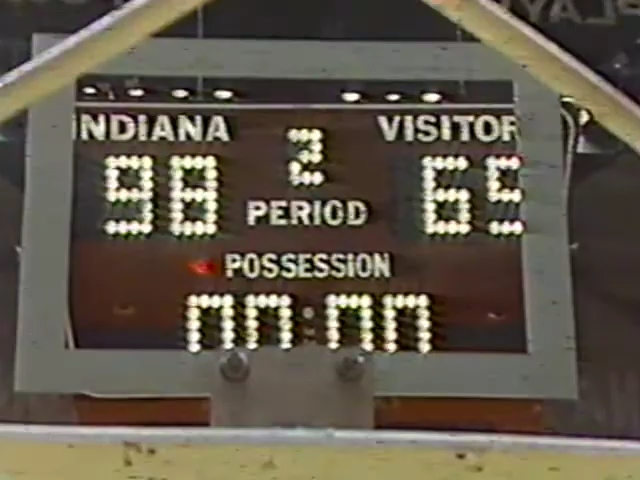 INDIANA 2 VISITOR
98 PERIOD 65
POSSESSION
00:00